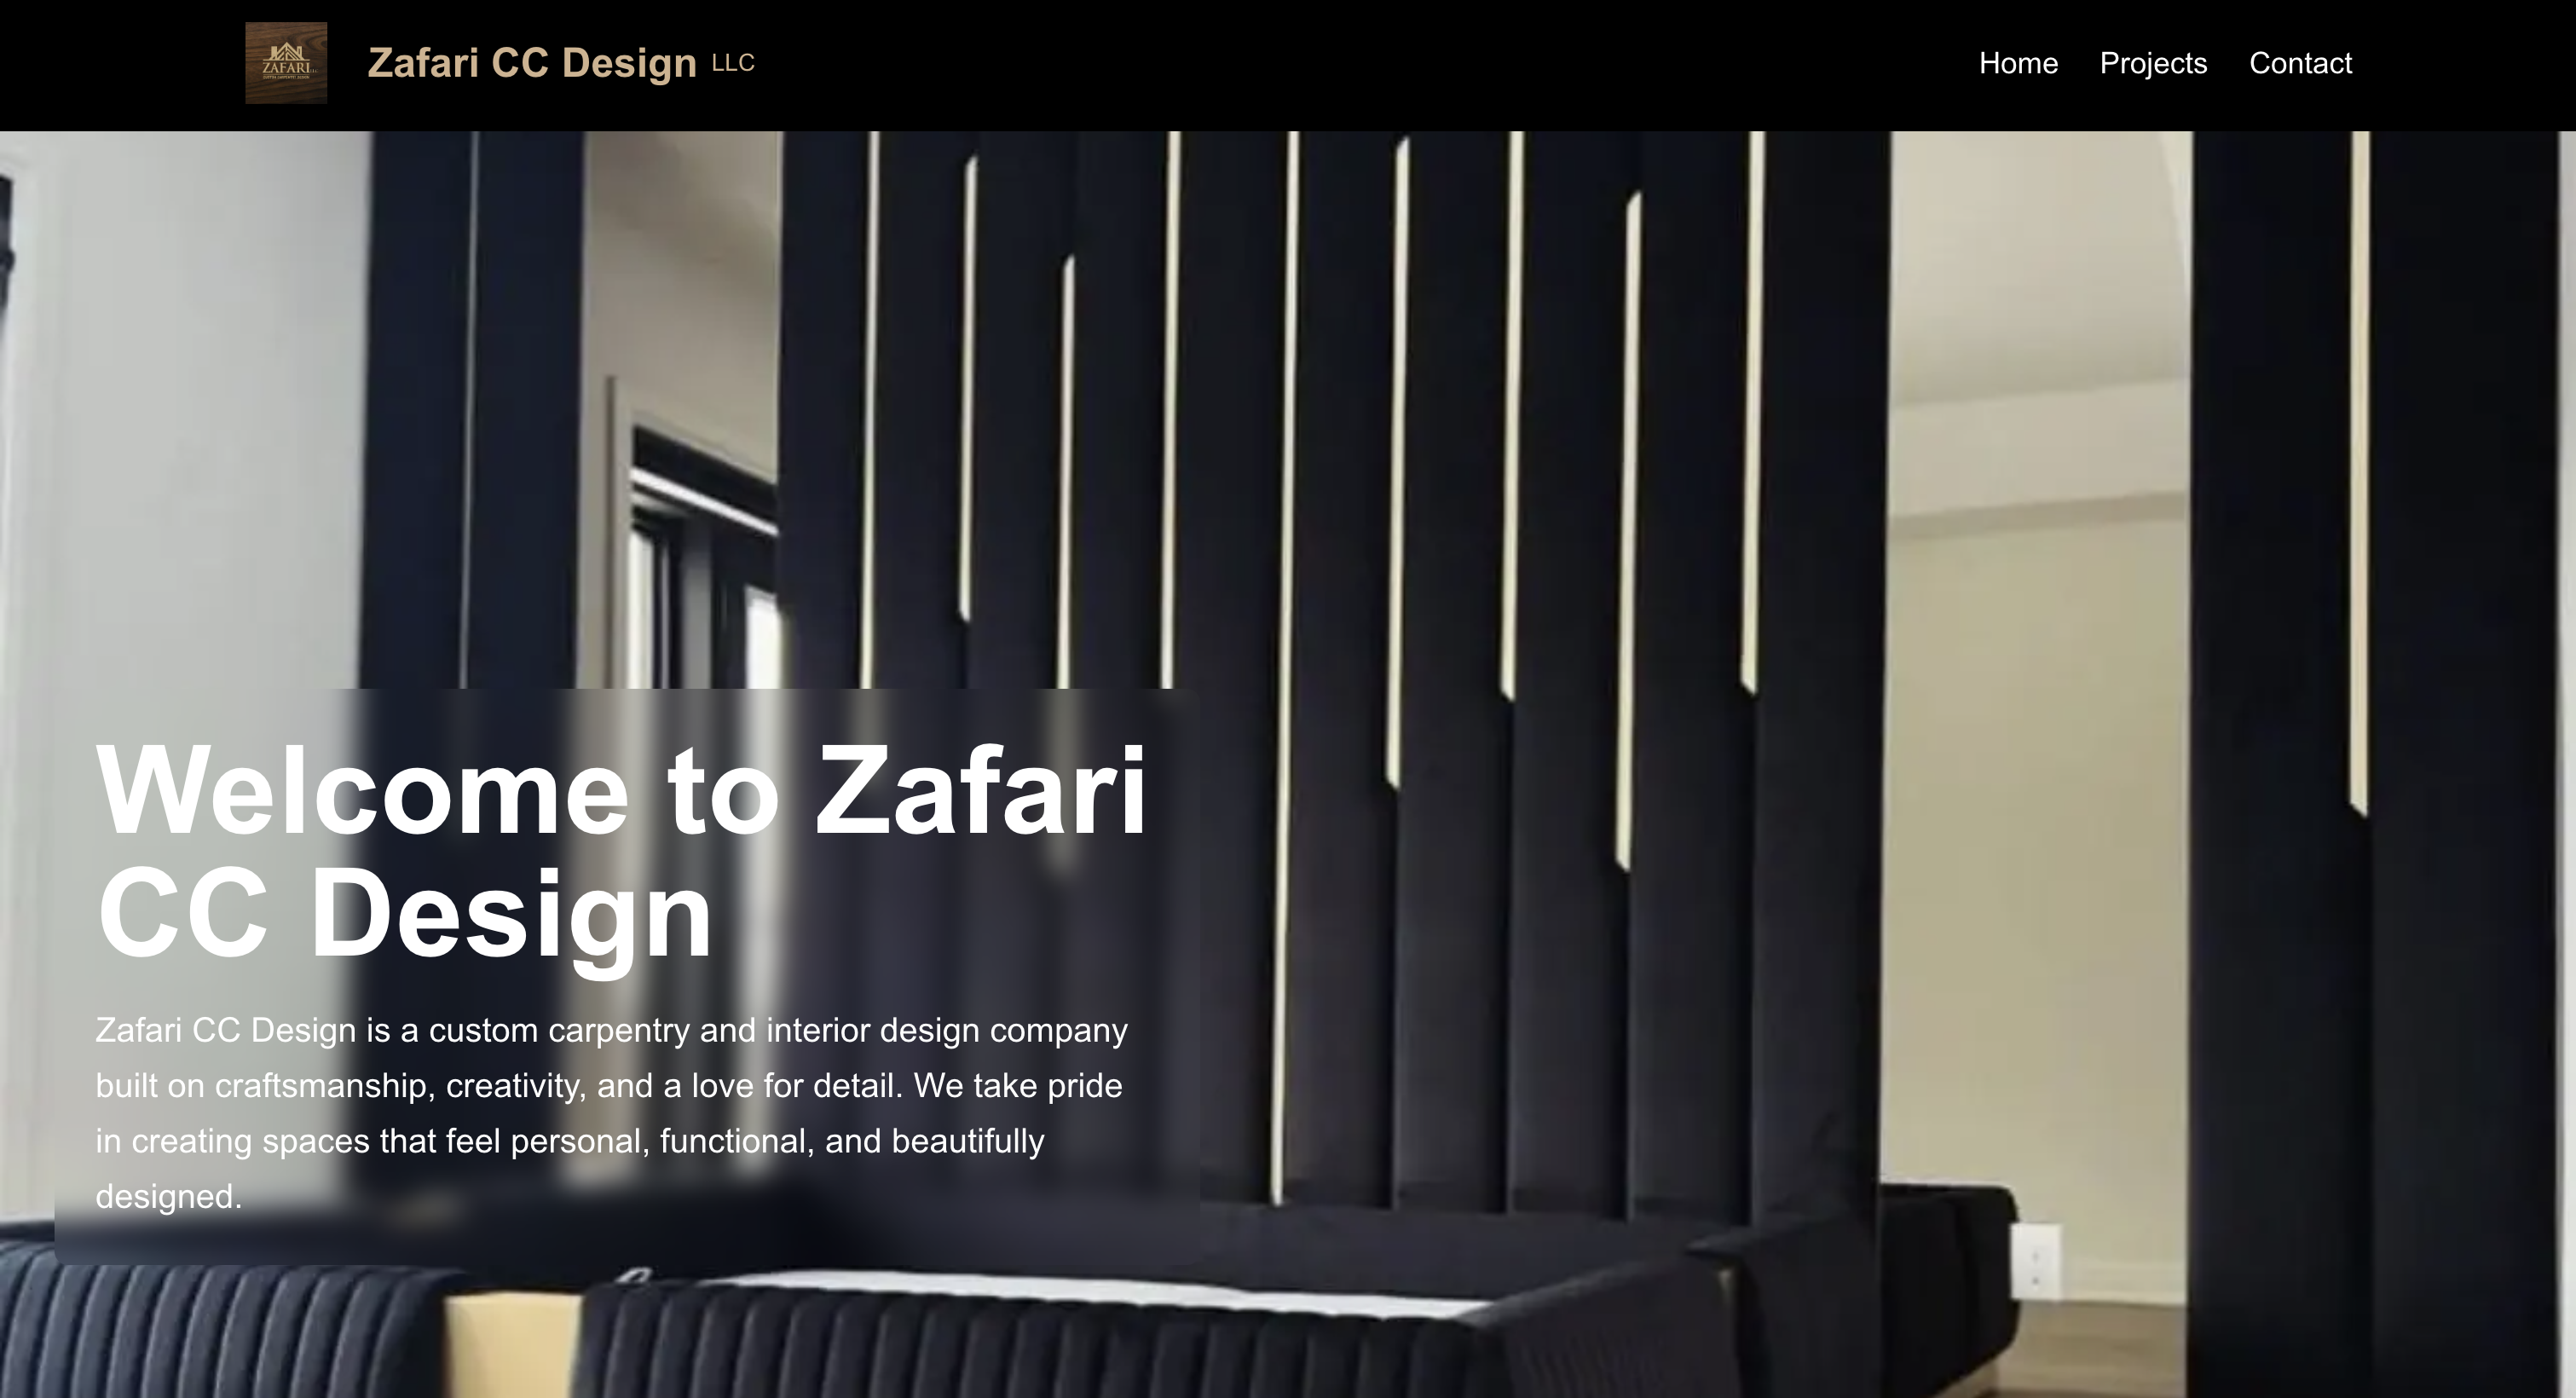 ZAFARI
Zafari CC Design LLC
Home Projects Contact
Welcome to Zafari
CC Design
Zafari CC Design is a custom carpentry and interior design company
built on craftsmanship, creativity, and a love for detail. We take pride
in creating spaces that feel personal, functional, and beautifully
designed.